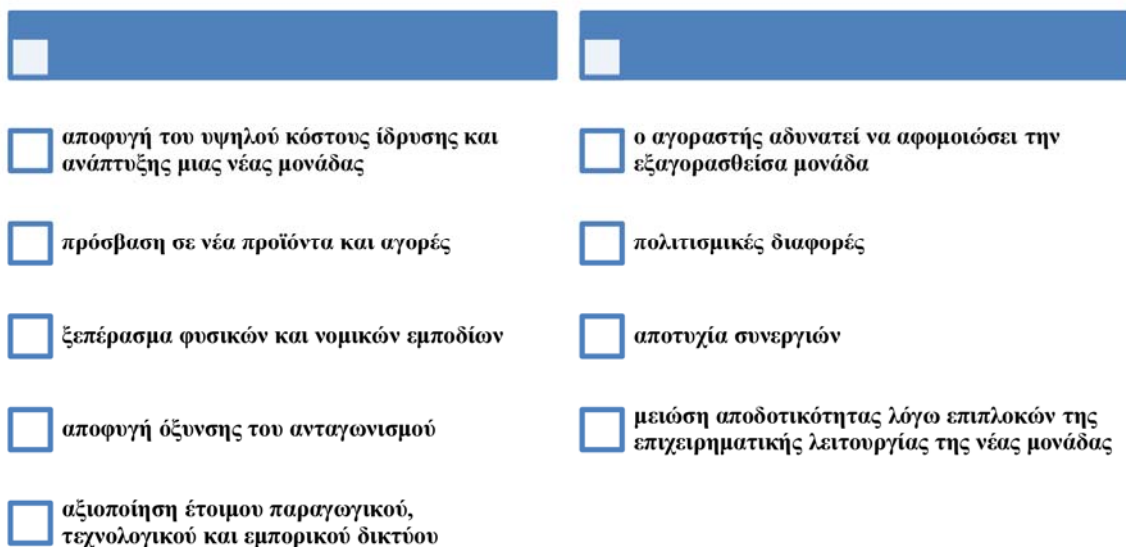 αποφυγή του υψηλού κόστους ίδρυσης και
ανάπτυξης μιας νέας μονάδας
πρόσβαση σε νέα προϊόντα και αγορές
ξεπέρασμα φυσικών και νομικών εμποδίων
αποφυγή όξυνσης του ανταγωνισμού
αξιοποίηση έτοιμου παραγωγικού,
τεχνολογικού και εμπορικού δικτύου
ο αγοραστής αδυνατεί να αφομοιώσει την
εξαγορασθείσα μονάδα
πολιτισμικές διαφορές
αποτυχία συνεργιών
μειώση αποδοτικότητας λόγω επιπλοκών της
επιχειρηματικής λειτουργίας της νέας μονάδας